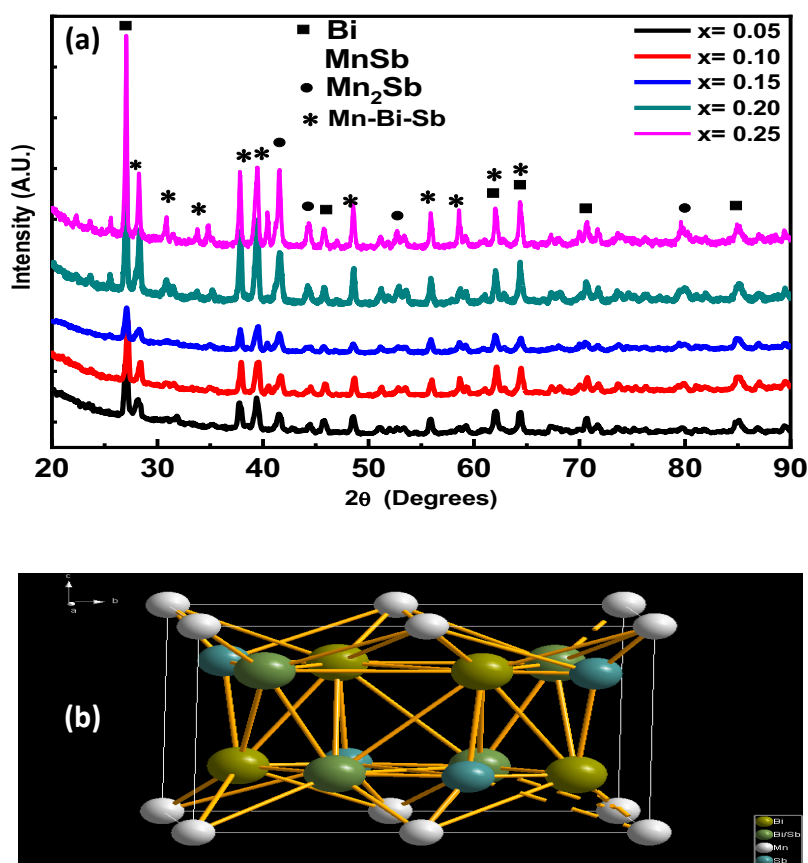 (a)
■ Bi
MnSb
● Mn₂Sb
* Mn-Bi-Sb
x= 0.05
x= 0.10
x= 0.15
x= 0.20
x= 0.25
Intensity (A.U.)
20 30 40 50 60 70 80 90
2θ (Degrees)
c
b
a
(b)
Bi
Bi/Sb
Mn
Sb